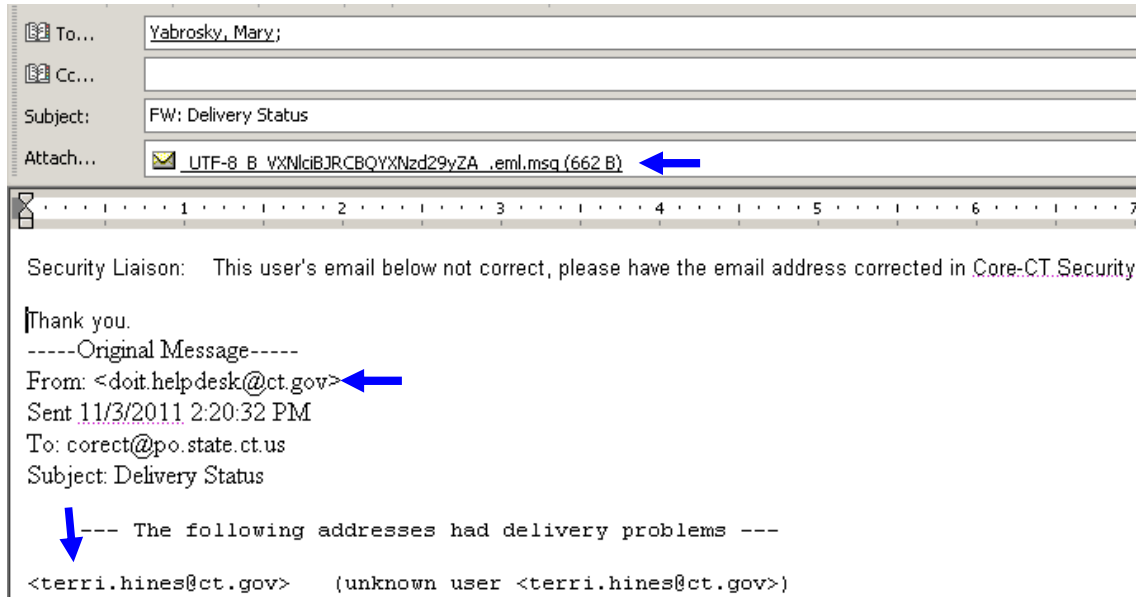 To... Yabrosky, Mary;
Cc...
Subject: FW: Delivery Status
Attach... _UTF-8_B_VXNlciBJRCBQYXNzd29yZA_.eml.msg (662 B)
1 2 3 4 5 6 7
Security Liaison: This user's email below not correct, please have the email address corrected in Core-CT Security
Thank you.
-----Original Message-----
From: <doit.helpdesk@ct.gov>
Sent 11/3/2011 2:20:32 PM
To: corect@po.state.ct.us
Subject: Delivery Status
--- The following addresses had delivery problems ---
<terri.hines@ct.gov> (unknown user <terri.hines@ct.gov>)